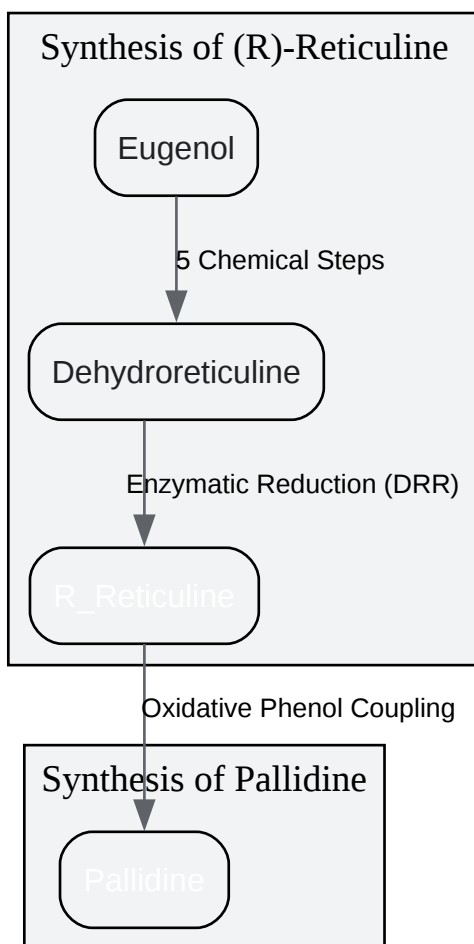 Synthesis of (R)-Reticuline
Eugenol
5 Chemical Steps
Dehydroreticuline
Enzymatic Reduction (DRR)
R_Reticuline
Oxidative Phenol Coupling
Synthesis of Pallidine
Pallidine